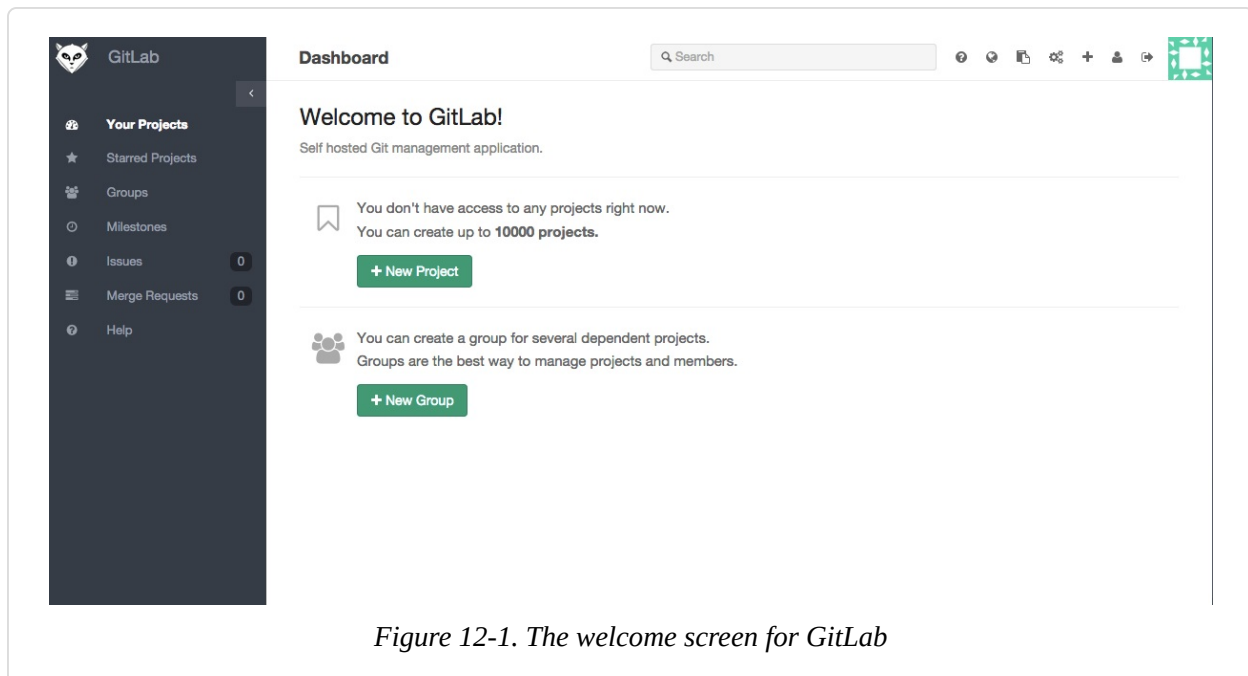 GitLab
Dashboard
Search
Your Projects
Starred Projects
Groups
Milestones
Issues 0
Merge Requests 0
Help
Welcome to GitLab!
Self hosted Git management application.
You don't have access to any projects right now.
You can create up to 10000 projects.
+ New Project
You can create a group for several dependent projects.
Groups are the best way to manage projects and members.
+ New Group
Figure 12-1. The welcome screen for GitLab